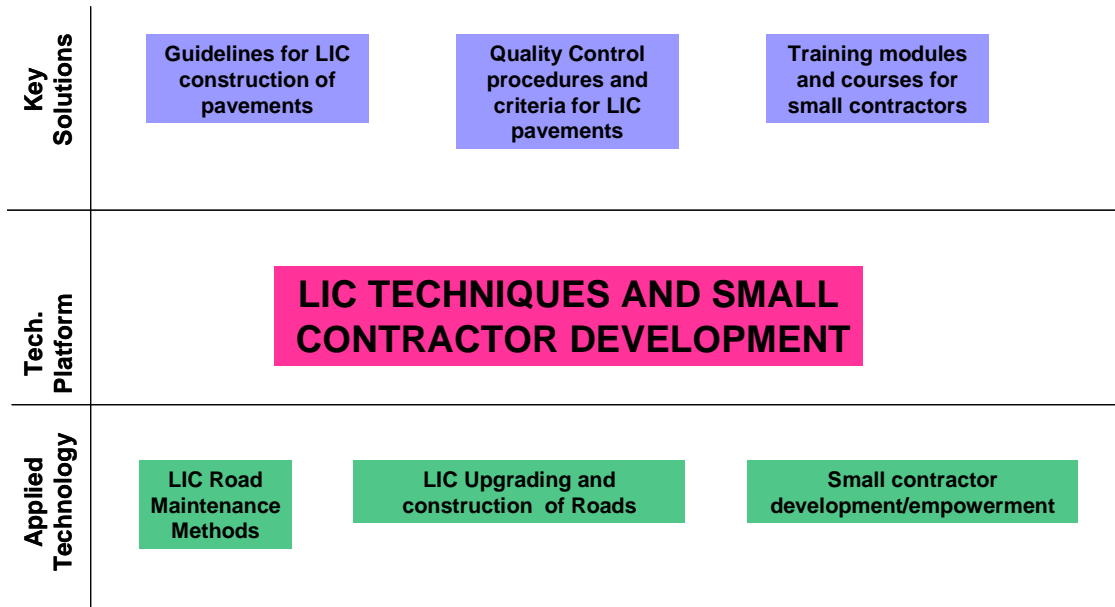 Key
Solutions
Guidelines for LIC
construction of
pavements
Quality Control
procedures and
criteria for LIC
pavements
Training modules
and courses for
small contractors
Tech.
Platform
LIC TECHNIQUES AND SMALL
CONTRACTOR DEVELOPMENT
Applied
Technology
LIC Road
Maintenance
Methods
LIC Upgrading and
construction of Roads
Small contractor
development/empowerment